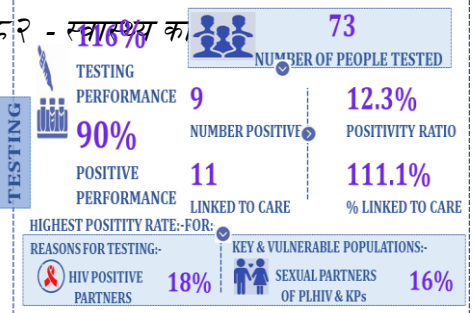 ८२ - स्वास्थ्य का
116%
TESTING
PERFORMANCE
90%
POSITIVE
PERFORMANCE
TESTING
73
NUMBER OF PEOPLE TESTED
9
NUMBER POSITIVE
12.3%
POSITIVITY RATIO
11
LINKED TO CARE
111.1%
% LINKED TO CARE
HIGHEST POSITITY RATE:-FOR:
REASONS FOR TESTING:-
HIV POSITIVE
PARTNERS
18%
KEY & VULNERABLE POPULATIONS:-
SEXUAL PARTNERS
OF PLHIV & KPs
16%